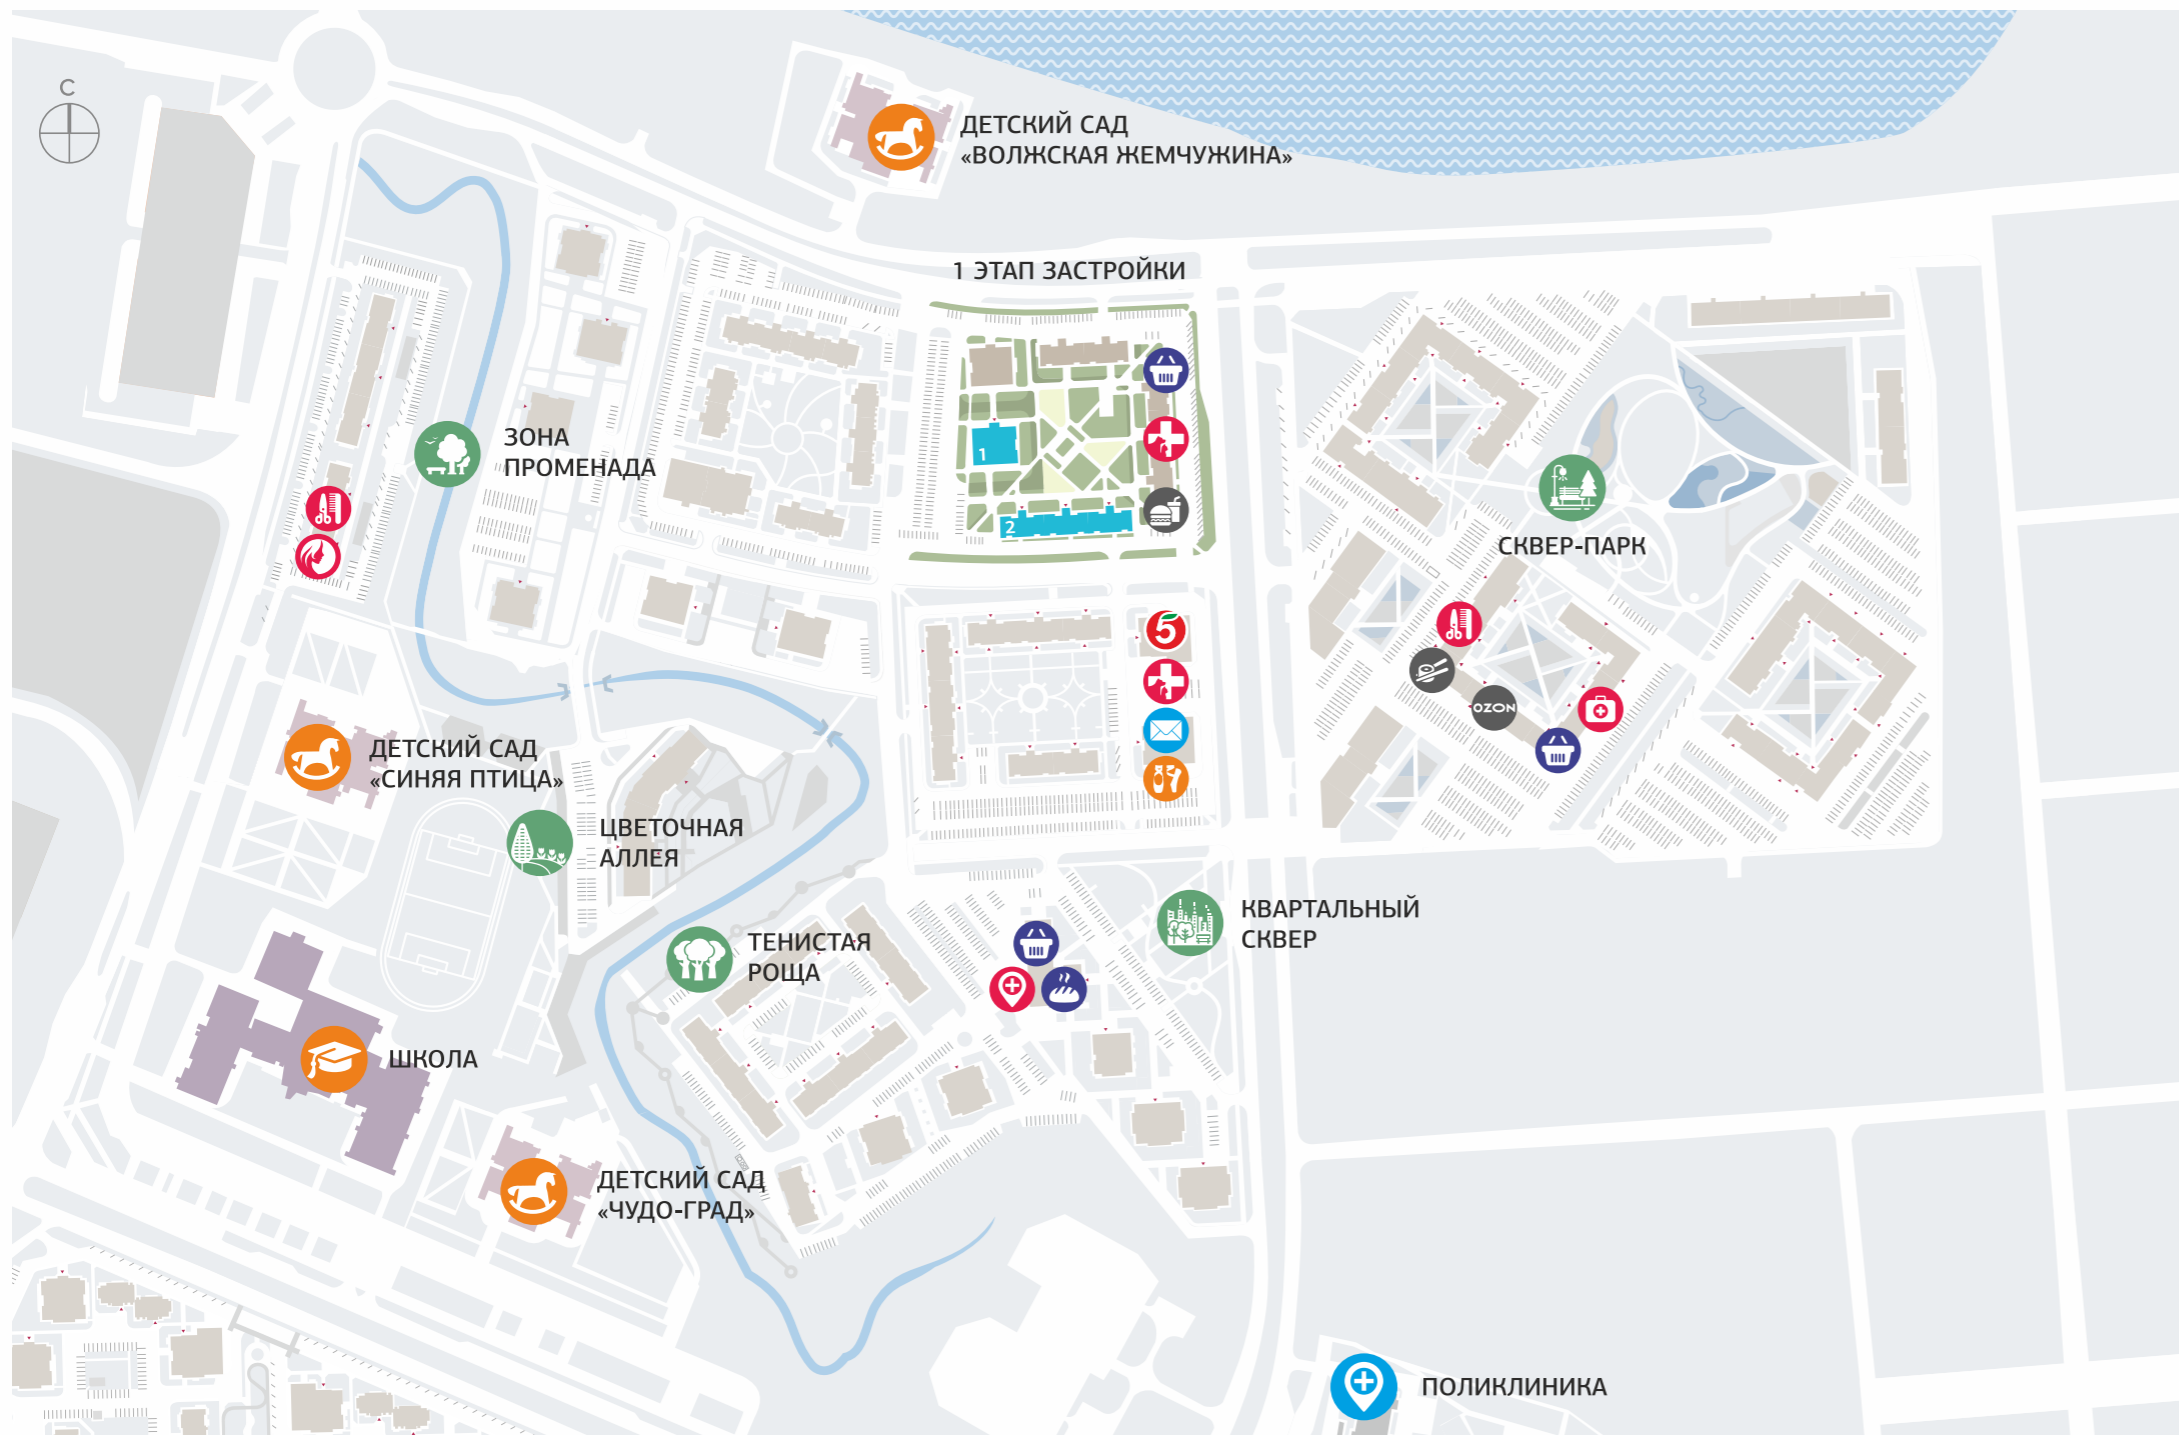 С
ДЕТСКИЙ САД
«ВОЛЖСКАЯ ЖЕМЧУЖИНА»
1 ЭТАП ЗАСТРОЙКИ
ЗОНА
ПРОМЕНАДА
1
2
СКВЕР-ПАРК
5
OZON
ДЕТСКИЙ САД
«СИНЯЯ ПТИЦА»
ЦВЕТОЧНАЯ
АЛЛЕЯ
КВАРТАЛЬНЫЙ
СКВЕР
ТЕНИСТАЯ
РОЩА
ШКОЛА
ДЕТСКИЙ САД
«ЧУДО-ГРАД»
ПОЛИКЛИНИКА